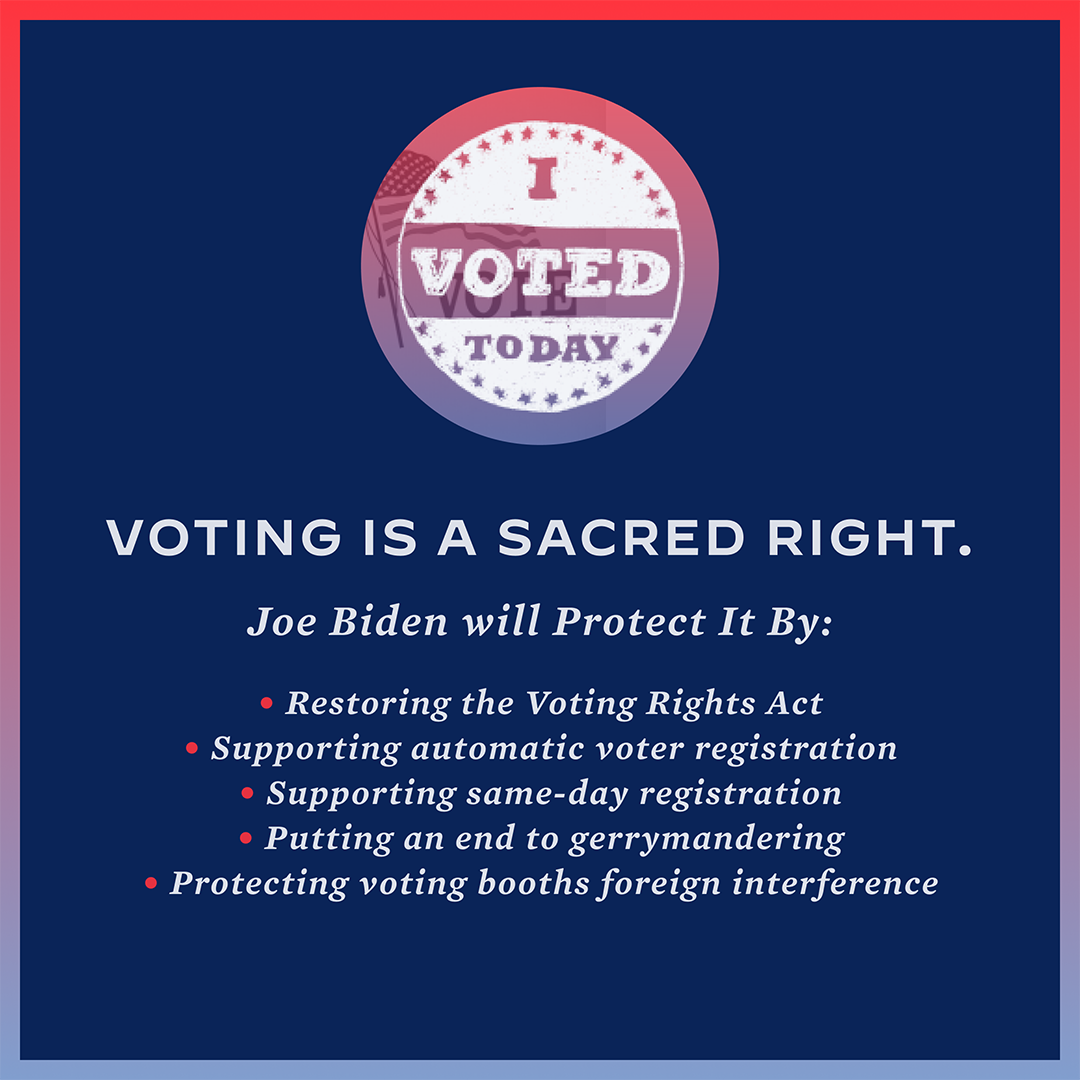 I
VOTED
VOTE
TODAY
VOTING IS A SACRED RIGHT.
Joe Biden will Protect It By:
• Restoring the Voting Rights Act
• Supporting automatic voter registration
• Supporting same-day registration
• Putting an end to gerrymandering
• Protecting voting booths foreign interference